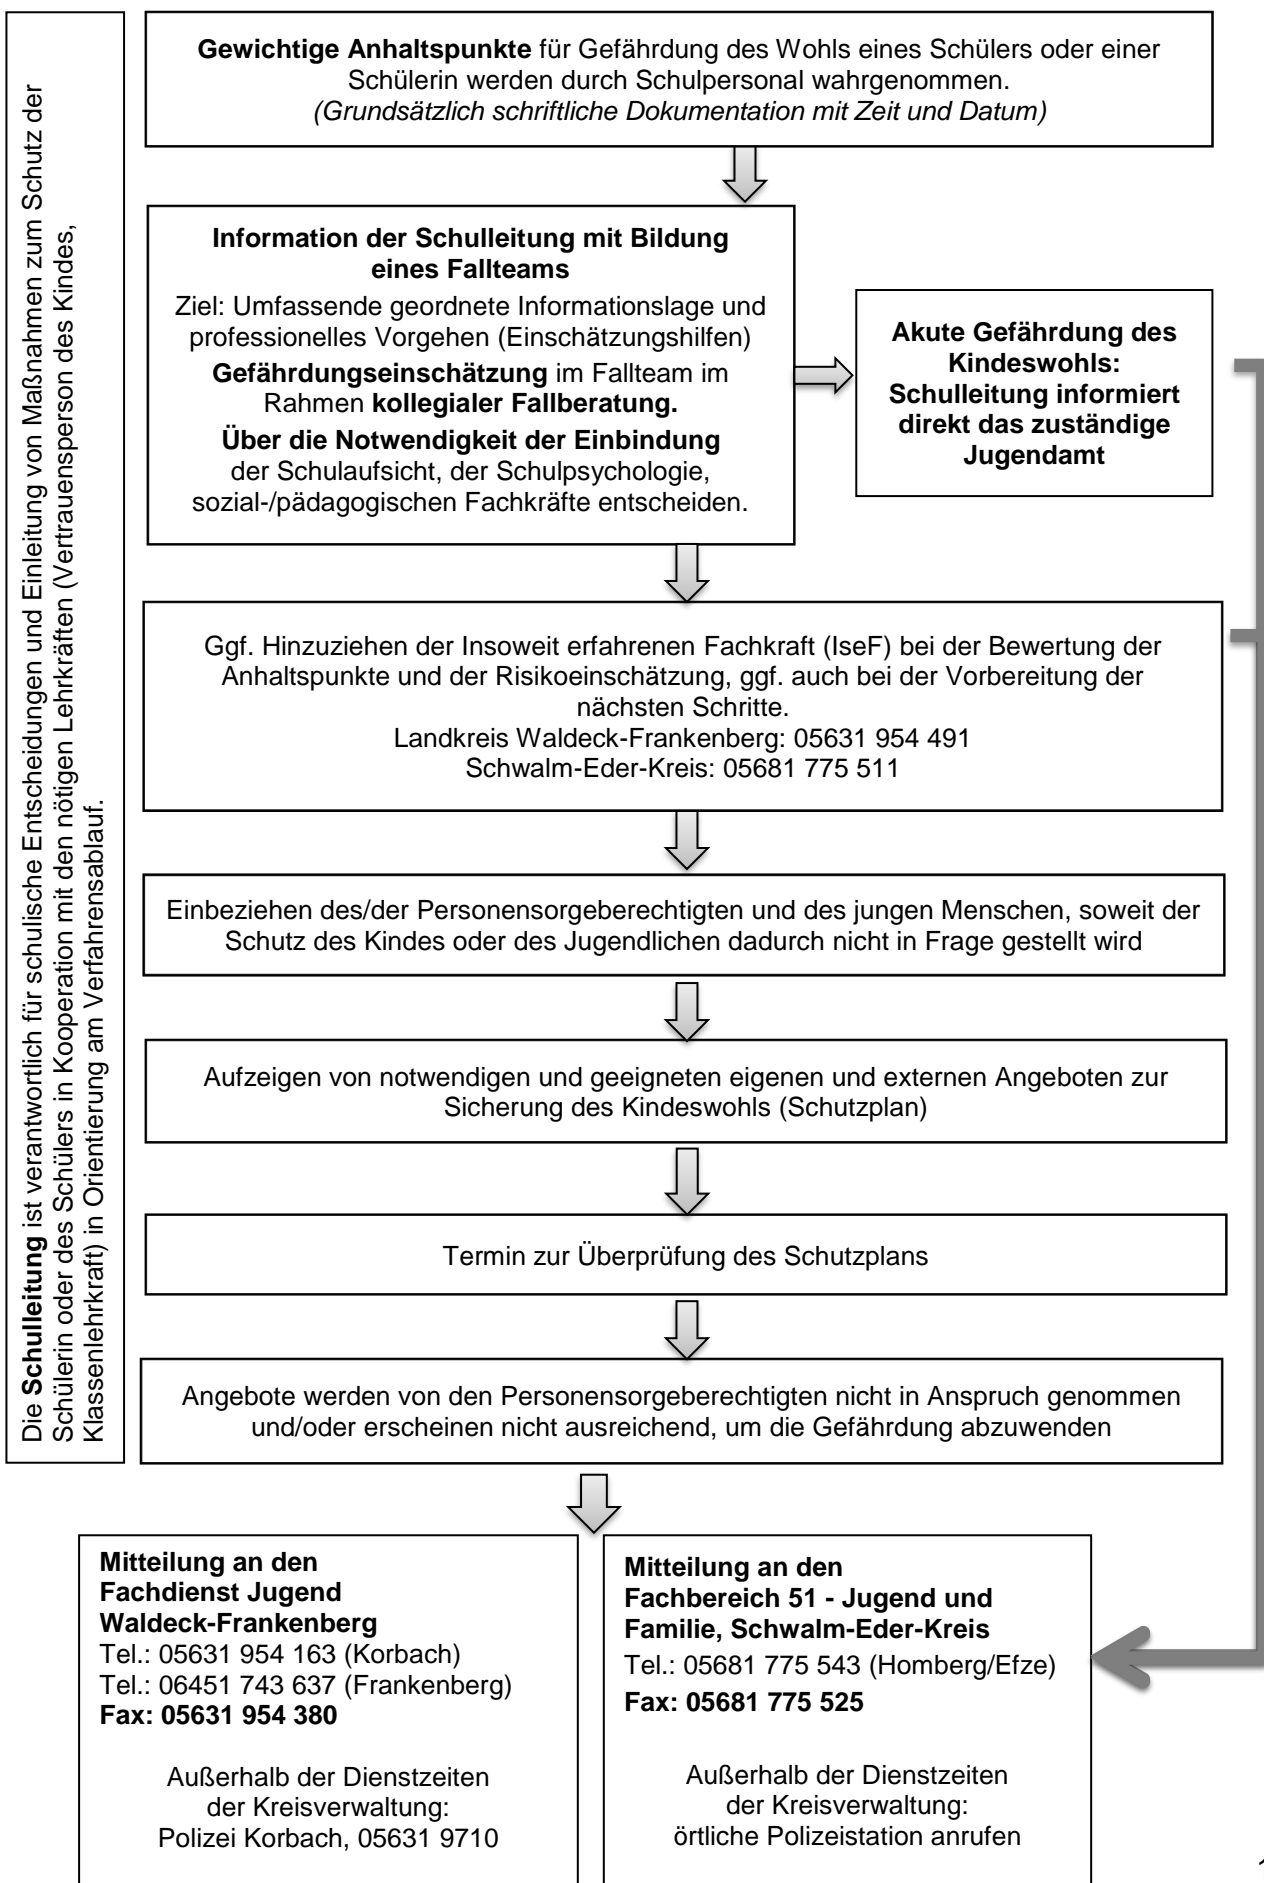 Die Schulleitung ist verantwortlich für schulische Entscheidungen und Einleitung von Maßnahmen zum Schutz der
Schülerin oder des Schülers in Kooperation mit den nötigen Lehrkräften (Vertrauensperson des Kindes,
Klassenlehrkraft) in Orientierung am Verfahrensablauf.
Gewichtige Anhaltspunkte für Gefährdung des Wohls eines Schülers oder einer
Schülerin werden durch Schulpersonal wahrgenommen.
(Grundsätzlich schriftliche Dokumentation mit Zeit und Datum)
Information der Schulleitung mit Bildung
eines Fallteams
Ziel: Umfassende geordnete Informationslage und
professionelles Vorgehen (Einschätzungshilfen)
Gefährdungseinschätzung im Fallteam im
Rahmen kollegialer Fallberatung.
Über die Notwendigkeit der Einbindung
der Schulaufsicht, der Schulpsychologie,
sozial-/pädagogischen Fachkräfte entscheiden.
Akute Gefährdung des
Kindeswohls:
Schulleitung informiert
direkt das zuständige
Jugendamt
Ggf. Hinzuziehen der Insoweit erfahrenen Fachkraft (IseF) bei der Bewertung der
Anhaltspunkte und der Risikoeinschätzung, ggf. auch bei der Vorbereitung der
nächsten Schritte.
Landkreis Waldeck-Frankenberg: 05631 954 491
Schwalm-Eder-Kreis: 05681 775 511
Einbeziehen des/der Personensorgeberechtigten und des jungen Menschen, soweit der
Schutz des Kindes oder des Jugendlichen dadurch nicht in Frage gestellt wird
Aufzeigen von notwendigen und geeigneten eigenen und externen Angeboten zur
Sicherung des Kindeswohls (Schutzplan)
Termin zur Überprüfung des Schutzplans
Angebote werden von den Personensorgeberechtigten nicht in Anspruch genommen
und/oder erscheinen nicht ausreichend, um die Gefährdung abzuwenden
Mitteilung an den
Fachdienst Jugend
Waldeck-Frankenberg
Tel.: 05631 954 163 (Korbach)
Tel.: 06451 743 637 (Frankenberg)
Fax: 05631 954 380
Außerhalb der Dienstzeiten
der Kreisverwaltung:
Polizei Korbach, 05631 9710
Mitteilung an den
Fachbereich 51 - Jugend und
Familie, Schwalm-Eder-Kreis
Tel.: 05681 775 543 (Homberg/Efze)
Fax: 05681 775 525
Außerhalb der Dienstzeiten
der Kreisverwaltung:
örtliche Polizeistation anrufen